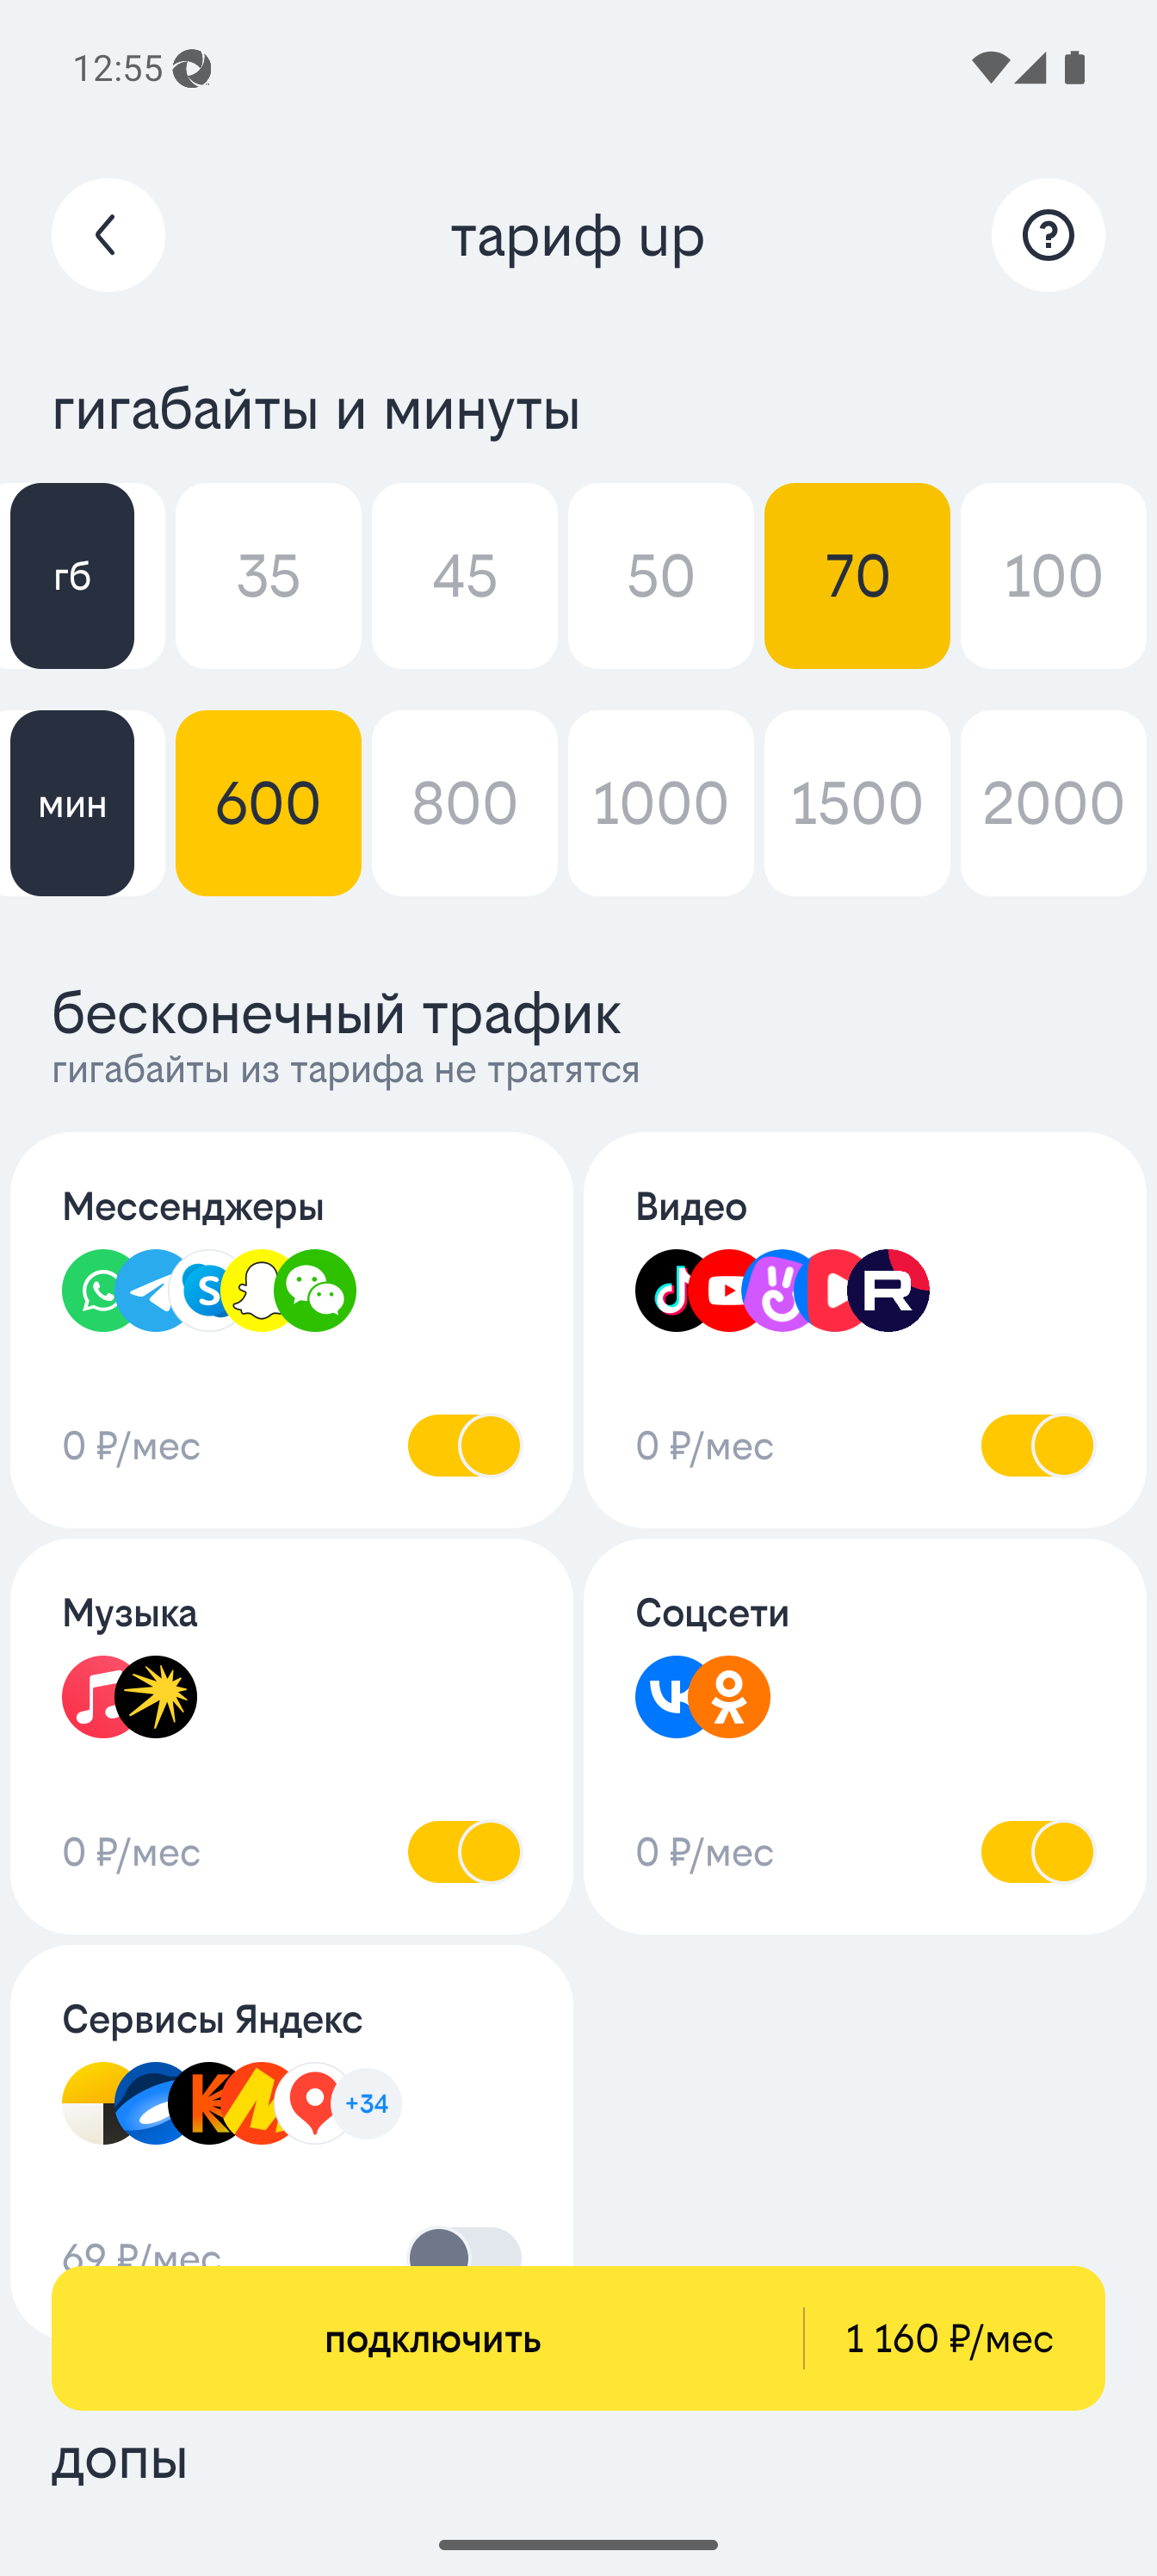 12:55
тариф up
?
гигабайты и минуты
гб 35 45 50 70 100
мин 600 800 1000 1500 2000
бесконечный трафик
гигабайты из тарифа не тратятся
Мессенджеры
Видео
0 ₽/мес
0 ₽/мес
Музыка
Соцсети
0 ₽/мес
0 ₽/мес
Сервисы Яндекс
+34
69 ₽/мес
подключить 1 160 ₽/мес
допы